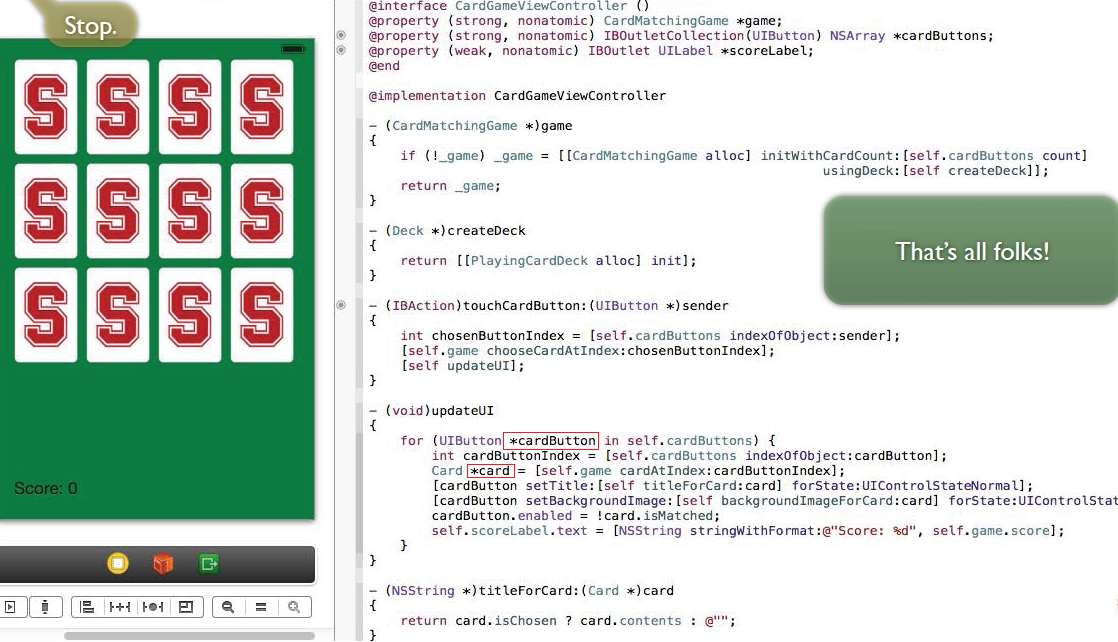 Stop.
S S S S
S S S S
S S S S
Score: 0
@interface CardGameViewController ()
@property (strong, nonatomic) CardMatchingGame *game;
@property (strong, nonatomic) IBOutletCollection(UIButton) NSArray *cardButtons;
@property (weak, nonatomic) IBOutlet UILabel *scoreLabel;
@end
@implementation CardGameViewController
- (CardMatchingGame *)game
{
if (!_game) _game = [[CardMatchingGame alloc] initWithCardCount:[self.cardButtons count]
usingDeck:[self createDeck]];
return _game;
}
- (Deck *)createDeck
{
return [[PlayingCardDeck alloc] init];
}
That's all folks!
- (IBAction)touchCardButton:(UIButton *)sender
{
int chosenButtonIndex = [self.cardButtons indexOfObject:sender];
[self.game chooseCardAtIndex:chosenButtonIndex];
[self updateUI];
}
- (void)updateUI
{
for (UIButton *cardButton in self.cardButtons) {
int cardButtonIndex = [self.cardButtons indexOfObject:cardButton];
Card *card = [self.game cardAtIndex:cardButtonIndex];
[cardButton setTitle:[self titleForCard:card] forState:UIControlStateNormal];
[cardButton setBackgroundImage:[self backgroundImageForCard:card] forState:UIControlStat
cardButton.enabled = !card.isMatched;
self.scoreLabel.text = [NSString stringWithFormat:@"Score: %d", self.game.score];
}
}
- (NSString *)titleForCard:(Card *)card
{
return card.isChosen ? card.contents : @"";
}